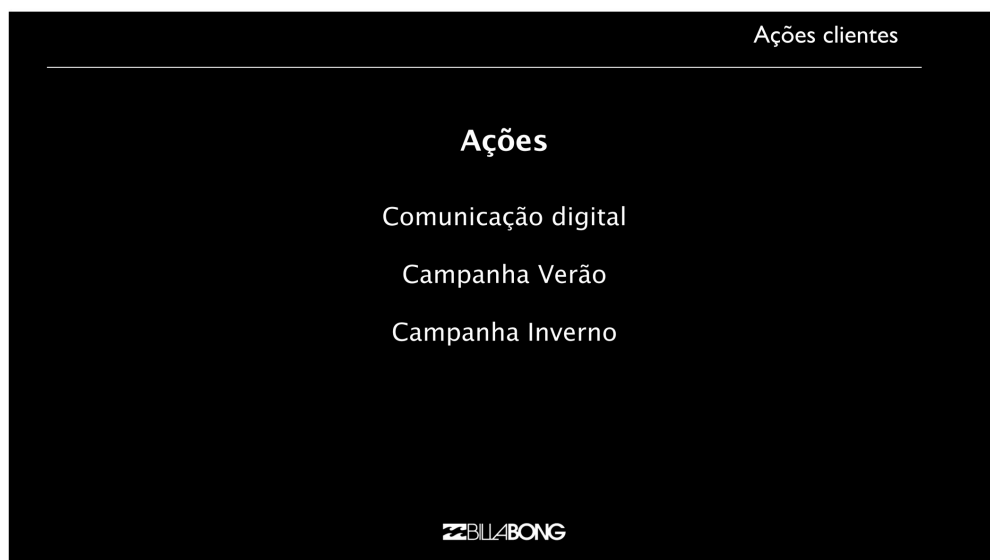 Ações clientes
Ações
Comunicação digital
Campanha Verão
Campanha Inverno
BILLABONG